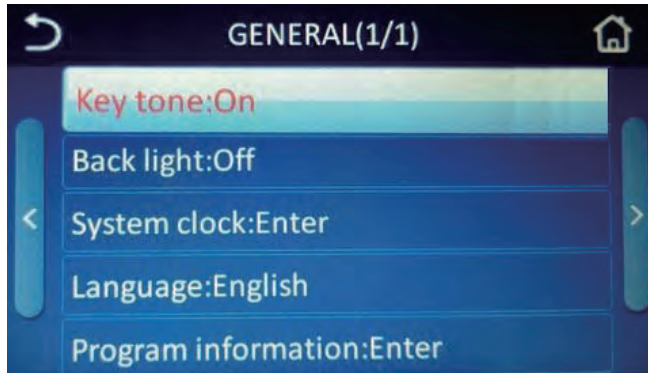 GENERAL(1/1)
Key tone:On
Back light:Off
System clock:Enter
Language:English
Program information:Enter